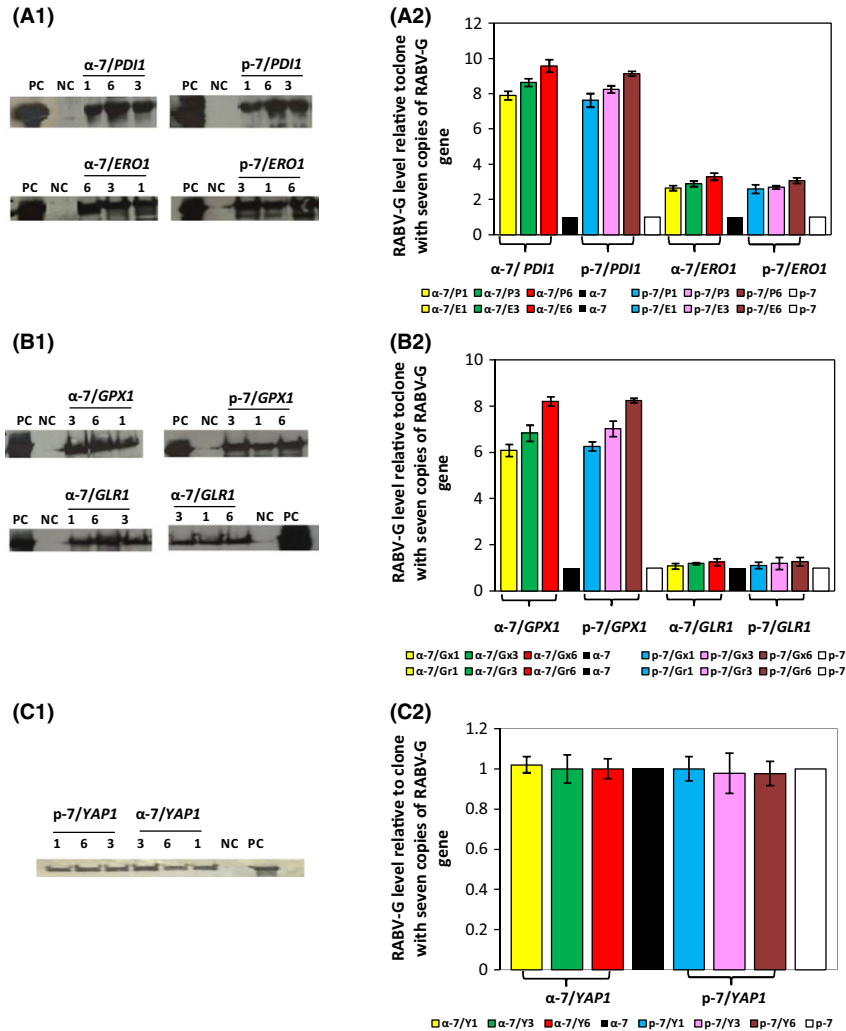 (A1)
α-7/PDI1
PC NC 1 6 3
p-7/PDI1
PC NC 1 6 3
α-7/ERO1
PC NC 6 3 1
p-7/ERO1
PC NC 3 1 6
(A2)
RABV-G level relative toclone
with seven copies of RABV-G
gene
12
10
8
6
4
2
0
α-7/ PDI1 p-7/PDI1 α-7/ERO1 p-7/ERO1
α-7/P1 α-7/P3 α-7/P6 α-7 p-7/P1 p-7/P3 p-7/P6 p-7
α-7/E1 α-7/E3 α-7/E6 α-7 p-7/E1 p-7/E3 p-7/E6 p-7
(B1)
α-7/GPX1
PC NC 3 6 1
p-7/GPX1
PC NC 3 1 6
α-7/GLR1
PC NC 1 6 3
α-7/GLR1
3 1 6 NC PC
(B2)
RABV-G level relative toclone
with seven copies of RABV-G
gene
10
8
6
4
2
0
α-7/GPX1 p-7/GPX1 α-7/GLR1 p-7/GLR1
α-7/Gx1 α-7/Gx3 α-7/Gx6 α-7 p-7/Gx1 p-7/Gx3 p-7/Gx6 p-7
α-7/Gr1 α-7/Gr3 α-7/Gr6 α-7 p-7/Gr1 p-7/Gr3 p-7/Gr6 p-7
(C1)
p-7/YAP1 α-7/YAP1
1 6 3 3 6 1 NC PC
(C2)
RABV-G level relative to clone
with seven copies of RABV-G
gene
1.2
1
0.8
0.6
0.4
0.2
0
α-7/YAP1 p-7/YAP1
α-7/Y1 α-7/Y3 α-7/Y6 α-7 p-7/Y1 p-7/Y3 p-7/Y6 p-7